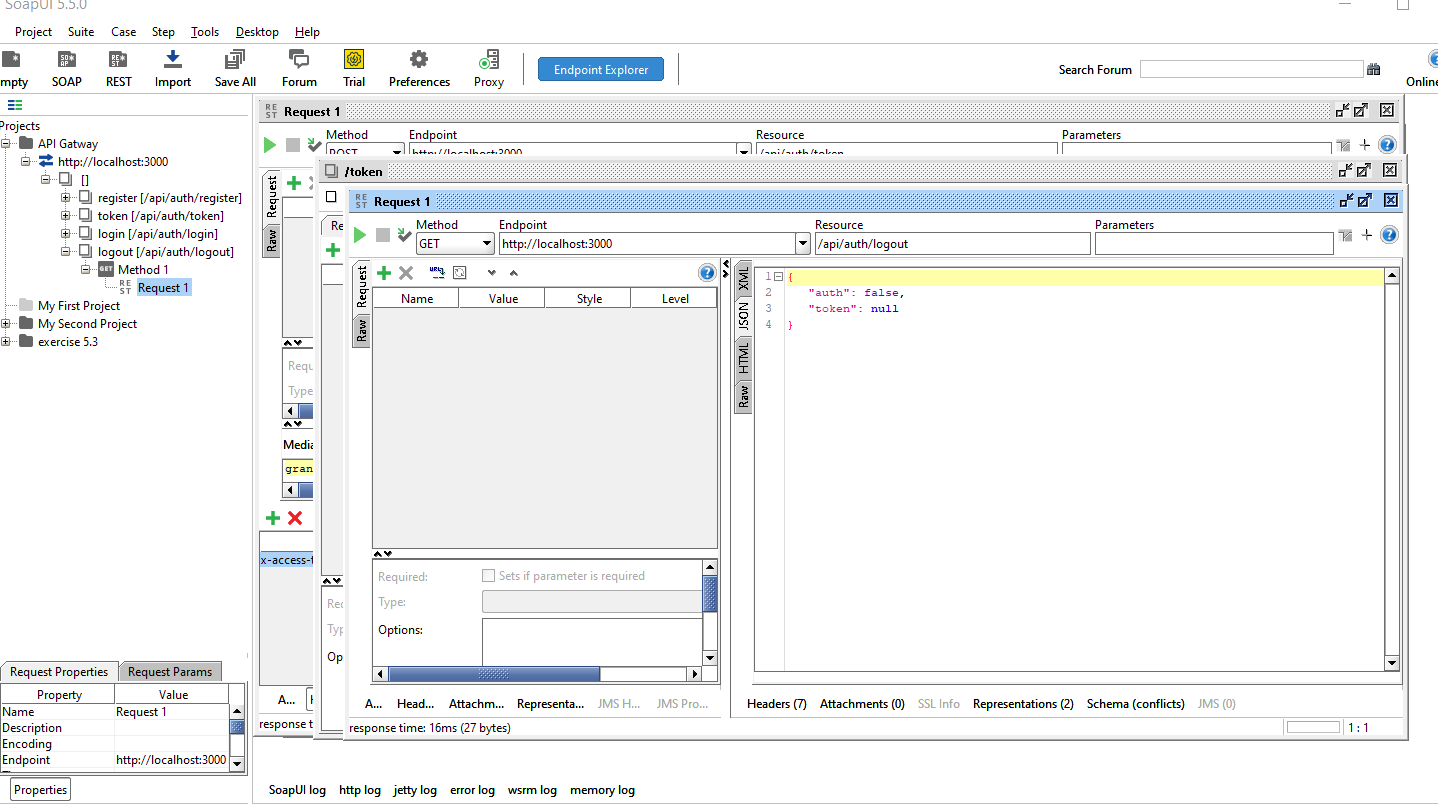 SoapUI 5.5.0
Project Suite Case Step Tools Desktop Help
mpty SOAP REST Import Save All Forum Trial Preferences Proxy Endpoint Explorer Search Forum Online
Projects
API Gatway
http://localhost:3000
[]
register [/api/auth/register]
token [/api/auth/token]
login [/api/auth/login]
logout [/api/auth/logout]
GET Method 1
REST Request 1
My First Project
My Second Project
exercise 5.3
REST Request 1
Method Endpoint Resource Parameters
POST http://localhost:3000 /api/auth/token
Request
Raw
/token
Re
REST Request 1
Method Endpoint Resource Parameters
GET http://localhost:3000 /api/auth/logout
Request
Raw
Name Value Style Level
Required: Sets if parameter is required
Type:
Options:
XML
JSON
HTML
Raw
1 {
2 "auth": false,
3 "token": null
4 }
Requ
Type
Media
gran
x-access-t
Req
Typ
Op
A...
response t
A... Head... Attachm... Representa... JMS H... JMS Pro...
Headers (7) Attachments (0) SSL Info Representations (2) Schema (conflicts) JMS (0)
response time: 16ms (27 bytes)
1 : 1
Request Properties Request Params
Property Value
Name Request 1
Description
Encoding
Endpoint http://localhost:3000
Properties
SoapUI log http log jetty log error log wsrm log memory log